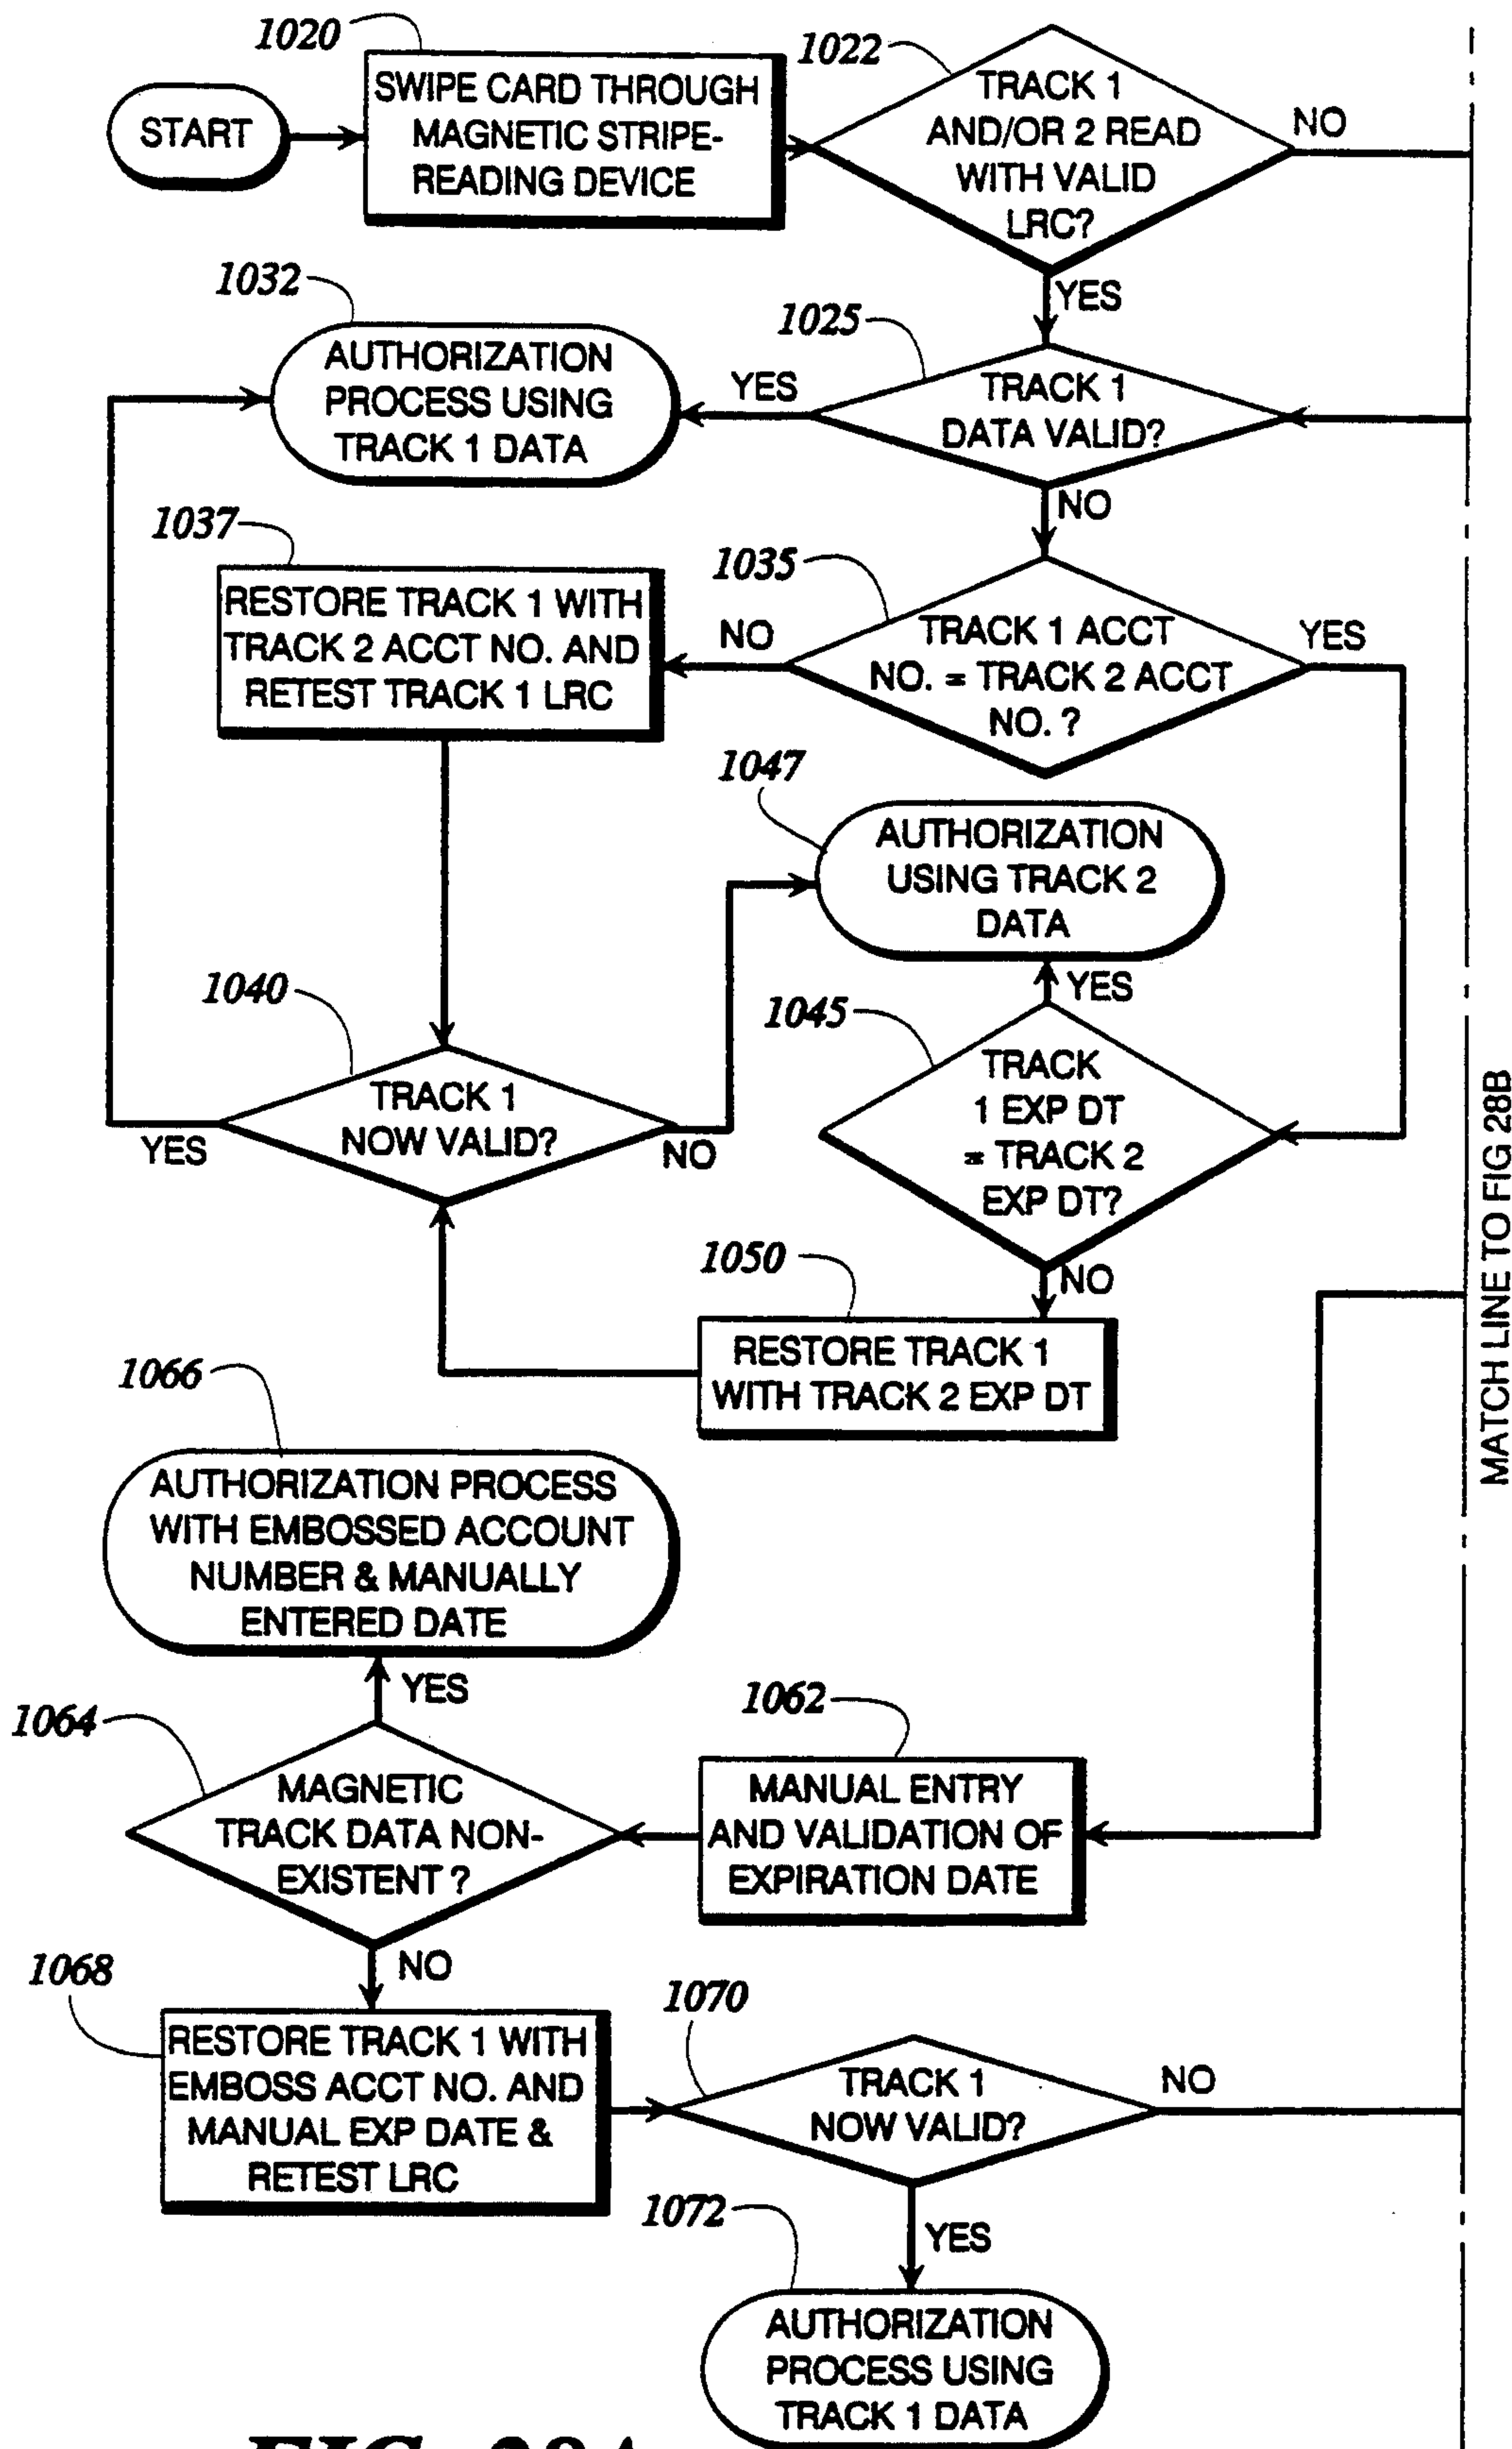 1020
START
SWIPE CARD THROUGH
MAGNETIC STRIPE-
READING DEVICE
1022
TRACK 1
AND/OR 2 READ
WITH VALID
LRC?
NO
YES
1032
AUTHORIZATION
PROCESS USING
TRACK 1 DATA
YES
1025
TRACK 1
DATA VALID?
NO
1037
RESTORE TRACK 1 WITH
TRACK 2 ACCT NO. AND
RETEST TRACK 1 LRC
NO
1035
TRACK 1 ACCT
NO. = TRACK 2 ACCT
NO. ?
YES
1047
AUTHORIZATION
USING TRACK 2
DATA
YES
1040
TRACK 1
NOW VALID?
YES
NO
1045
TRACK
1 EXP DT
= TRACK 2
EXP DT?
NO
1050
RESTORE TRACK 1
WITH TRACK 2 EXP DT
MATCH LINE TO FIG 28B
1066
AUTHORIZATION PROCESS
WITH EMBOSSED ACCOUNT
NUMBER & MANUALLY
ENTERED DATE
YES
1064
MAGNETIC
TRACK DATA NON-
EXISTENT ?
1062
MANUAL ENTRY
AND VALIDATION OF
EXPIRATION DATE
NO
1068
RESTORE TRACK 1 WITH
EMBOSS ACCT NO. AND
MANUAL EXP DATE &
RETEST LRC
1070
TRACK 1
NOW VALID?
NO
YES
1072
AUTHORIZATION
PROCESS USING
TRACK 1 DATA